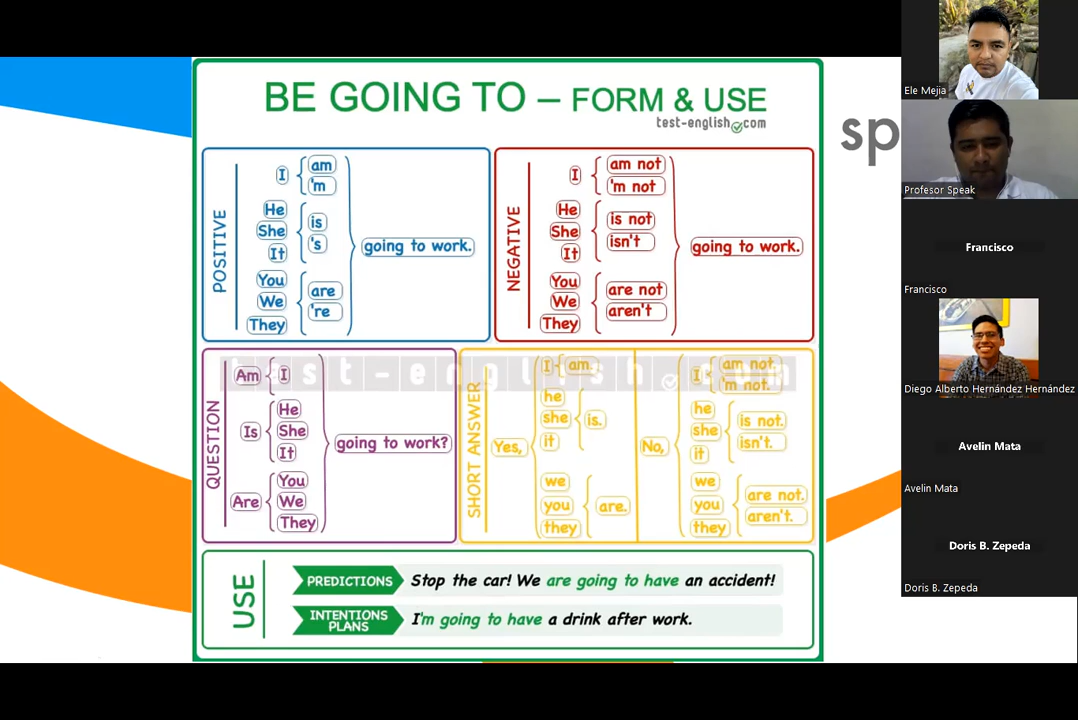 BE GOING TO – FORM & USE
test-english.com
sp
POSITIVE
I
am
'm
He
She
It
is
's
You
We
They
are
're
going to work.
NEGATIVE
I
am not
'm not
He
She
It
is not
isn't
You
We
They
are not
aren't
going to work.
test-english.com
QUESTION
Am
I
Is
He
She
It
Are
You
We
They
going to work?
SHORT ANSWER
Yes,
I
am.
he
she
it
is.
we
you
they
are.
No,
I
am not.
'm not.
he
she
it
is not.
isn't.
we
you
they
are not.
aren't.
USE
PREDICTIONS
Stop the car! We are going to have an accident!
INTENTIONS
PLANS
I'm going to have a drink after work.
Ele Mejia
Profesor Speak
Francisco
Francisco
Diego Alberto Hernández Hernández
Avelin Mata
Avelin Mata
Doris B. Zepeda
Doris B. Zepeda